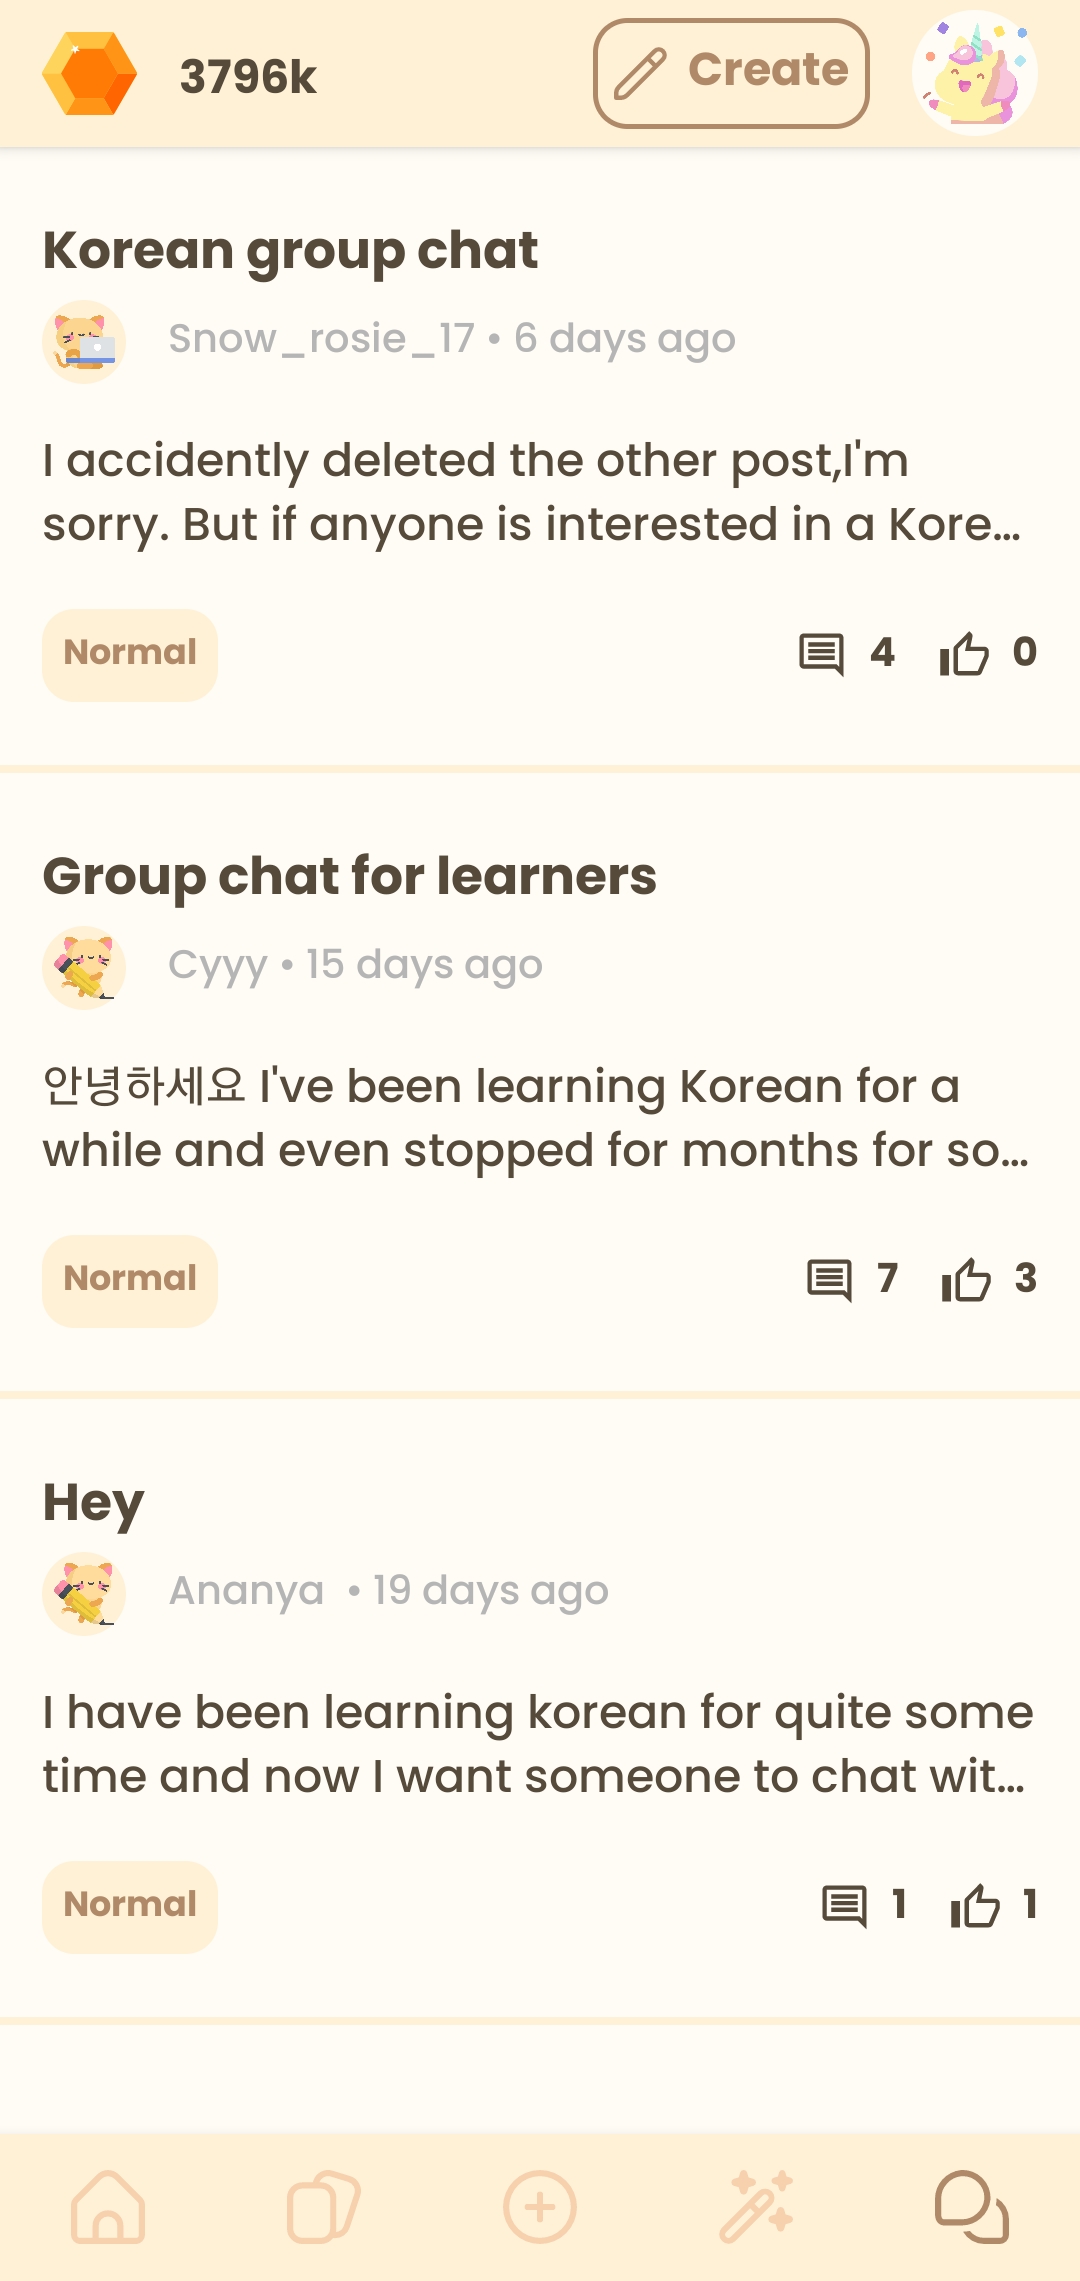 3796k
Create
Korean group chat
Snow_rosie_17 • 6 days ago
I accidently deleted the other post,I'm
sorry. But if anyone is interested in a Kore...
Normal
4
0
Group chat for learners
Cyyy • 15 days ago
안녕하세요 I've been learning Korean for a
while and even stopped for months for so...
Normal
7
3
Hey
Ananya • 19 days ago
I have been learning korean for quite some
time and now I want someone to chat wit...
Normal
1
1